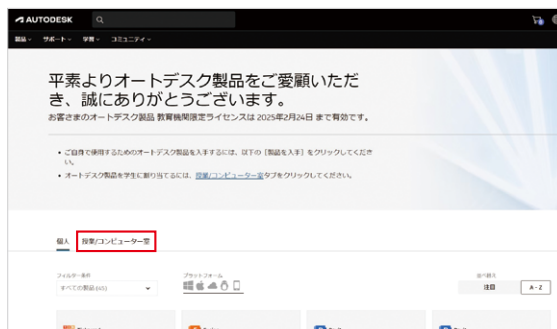 AUTODESK
製品 サポート 学習 コミュニティ
平素よりオートデスク製品をご愛顧いただ
き、誠にありがとうございます。
お客さまのオートデスク製品 教育機関限定ライセンスは 2025年2月24日 まで有効です。
• ご自身で使用するためのオートデスク製品を入手するには、以下の [製品を入手] をクリックしてくださ
い。
• オートデスク製品を学生に割り当てるには、授業/コンピューター室タブをクリックしてください。
個人 授業/コンピューター室
フィルター条件 プラットフォーム 並べ替え
すべての製品 注目 A - Z